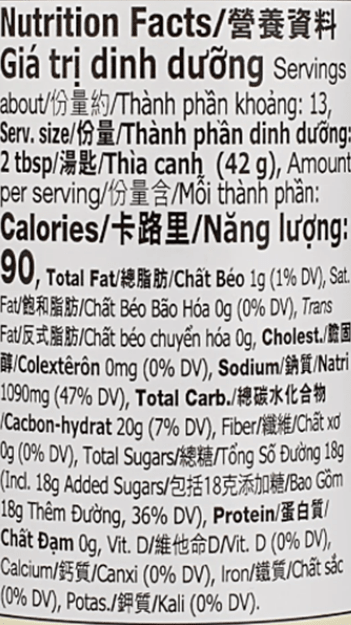 Nutrition Facts/營養資料
Giá trị dinh dưỡng Servings
about/份量約/Thành phần khoảng: 13,
Serv. size/份量/Thành phần dinh dưỡng:
2 tbsp/湯匙/Thìa canh (42 g), Amount
per serving/份量含/Mỗi thành phần:
Calories/卡路里/Năng lượng:
90, Total Fat/總脂肪/Chất Béo 1g (1% DV), Sat.
Fat/飽和脂肪/Chất Béo Bão Hóa 0g (0% DV), Trans
Fat/反式脂肪/Chất béo chuyển hóa 0g, Cholest./膽固
醇/Colextêrôn 0mg (0% DV), Sodium/鈉質/Natri
1090mg (47% DV), Total Carb./總碳水化合物
/Cacbon-hydrat 20g (7% DV), Fiber/纖維/Chất xơ
0g (0% DV), Total Sugars/總糖/Tổng Số Đường 18g
(Incl. 18g Added Sugars/包括18克添加糖/Bao Gồm
18g Thêm Đường, 36% DV), Protein/蛋白質/
Chất Đạm 0g, Vit. D/維他命D/Vit. D (0% DV),
Calcium/鈣質/Canxi (0% DV), Iron/鐵質/Chất sắc
(0% DV), Potas./鉀質/Kali (0% DV).